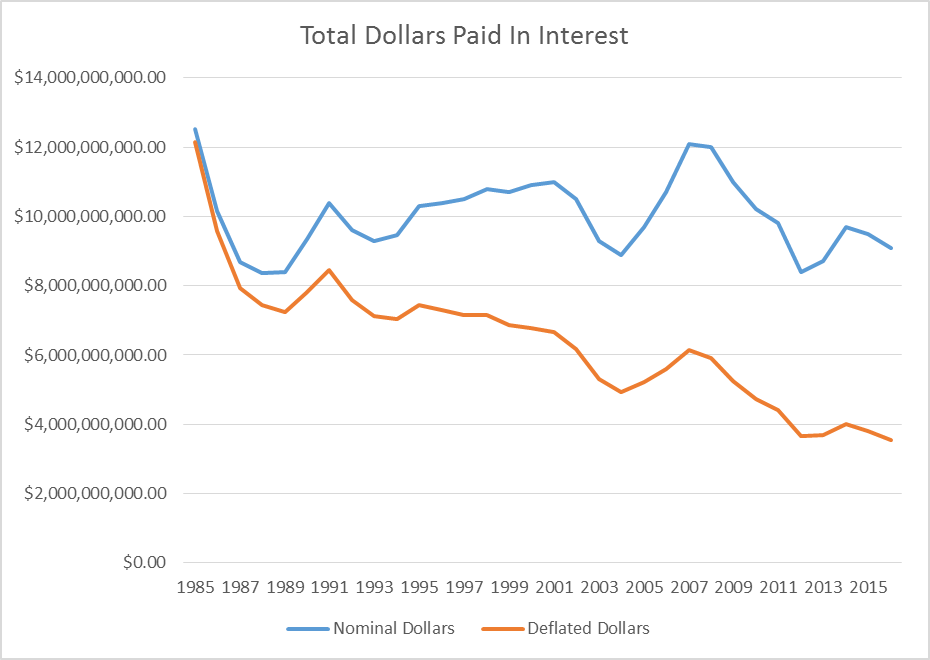 Total Dollars Paid In Interest
$14,000,000,000.00
$12,000,000,000.00
$10,000,000,000.00
$8,000,000,000.00
$6,000,000,000.00
$4,000,000,000.00
$2,000,000,000.00
$0.00
1985 1987 1989 1991 1993 1995 1997 1999 2001 2003 2005 2007 2009 2011 2013 2015
Nominal Dollars Deflated Dollars